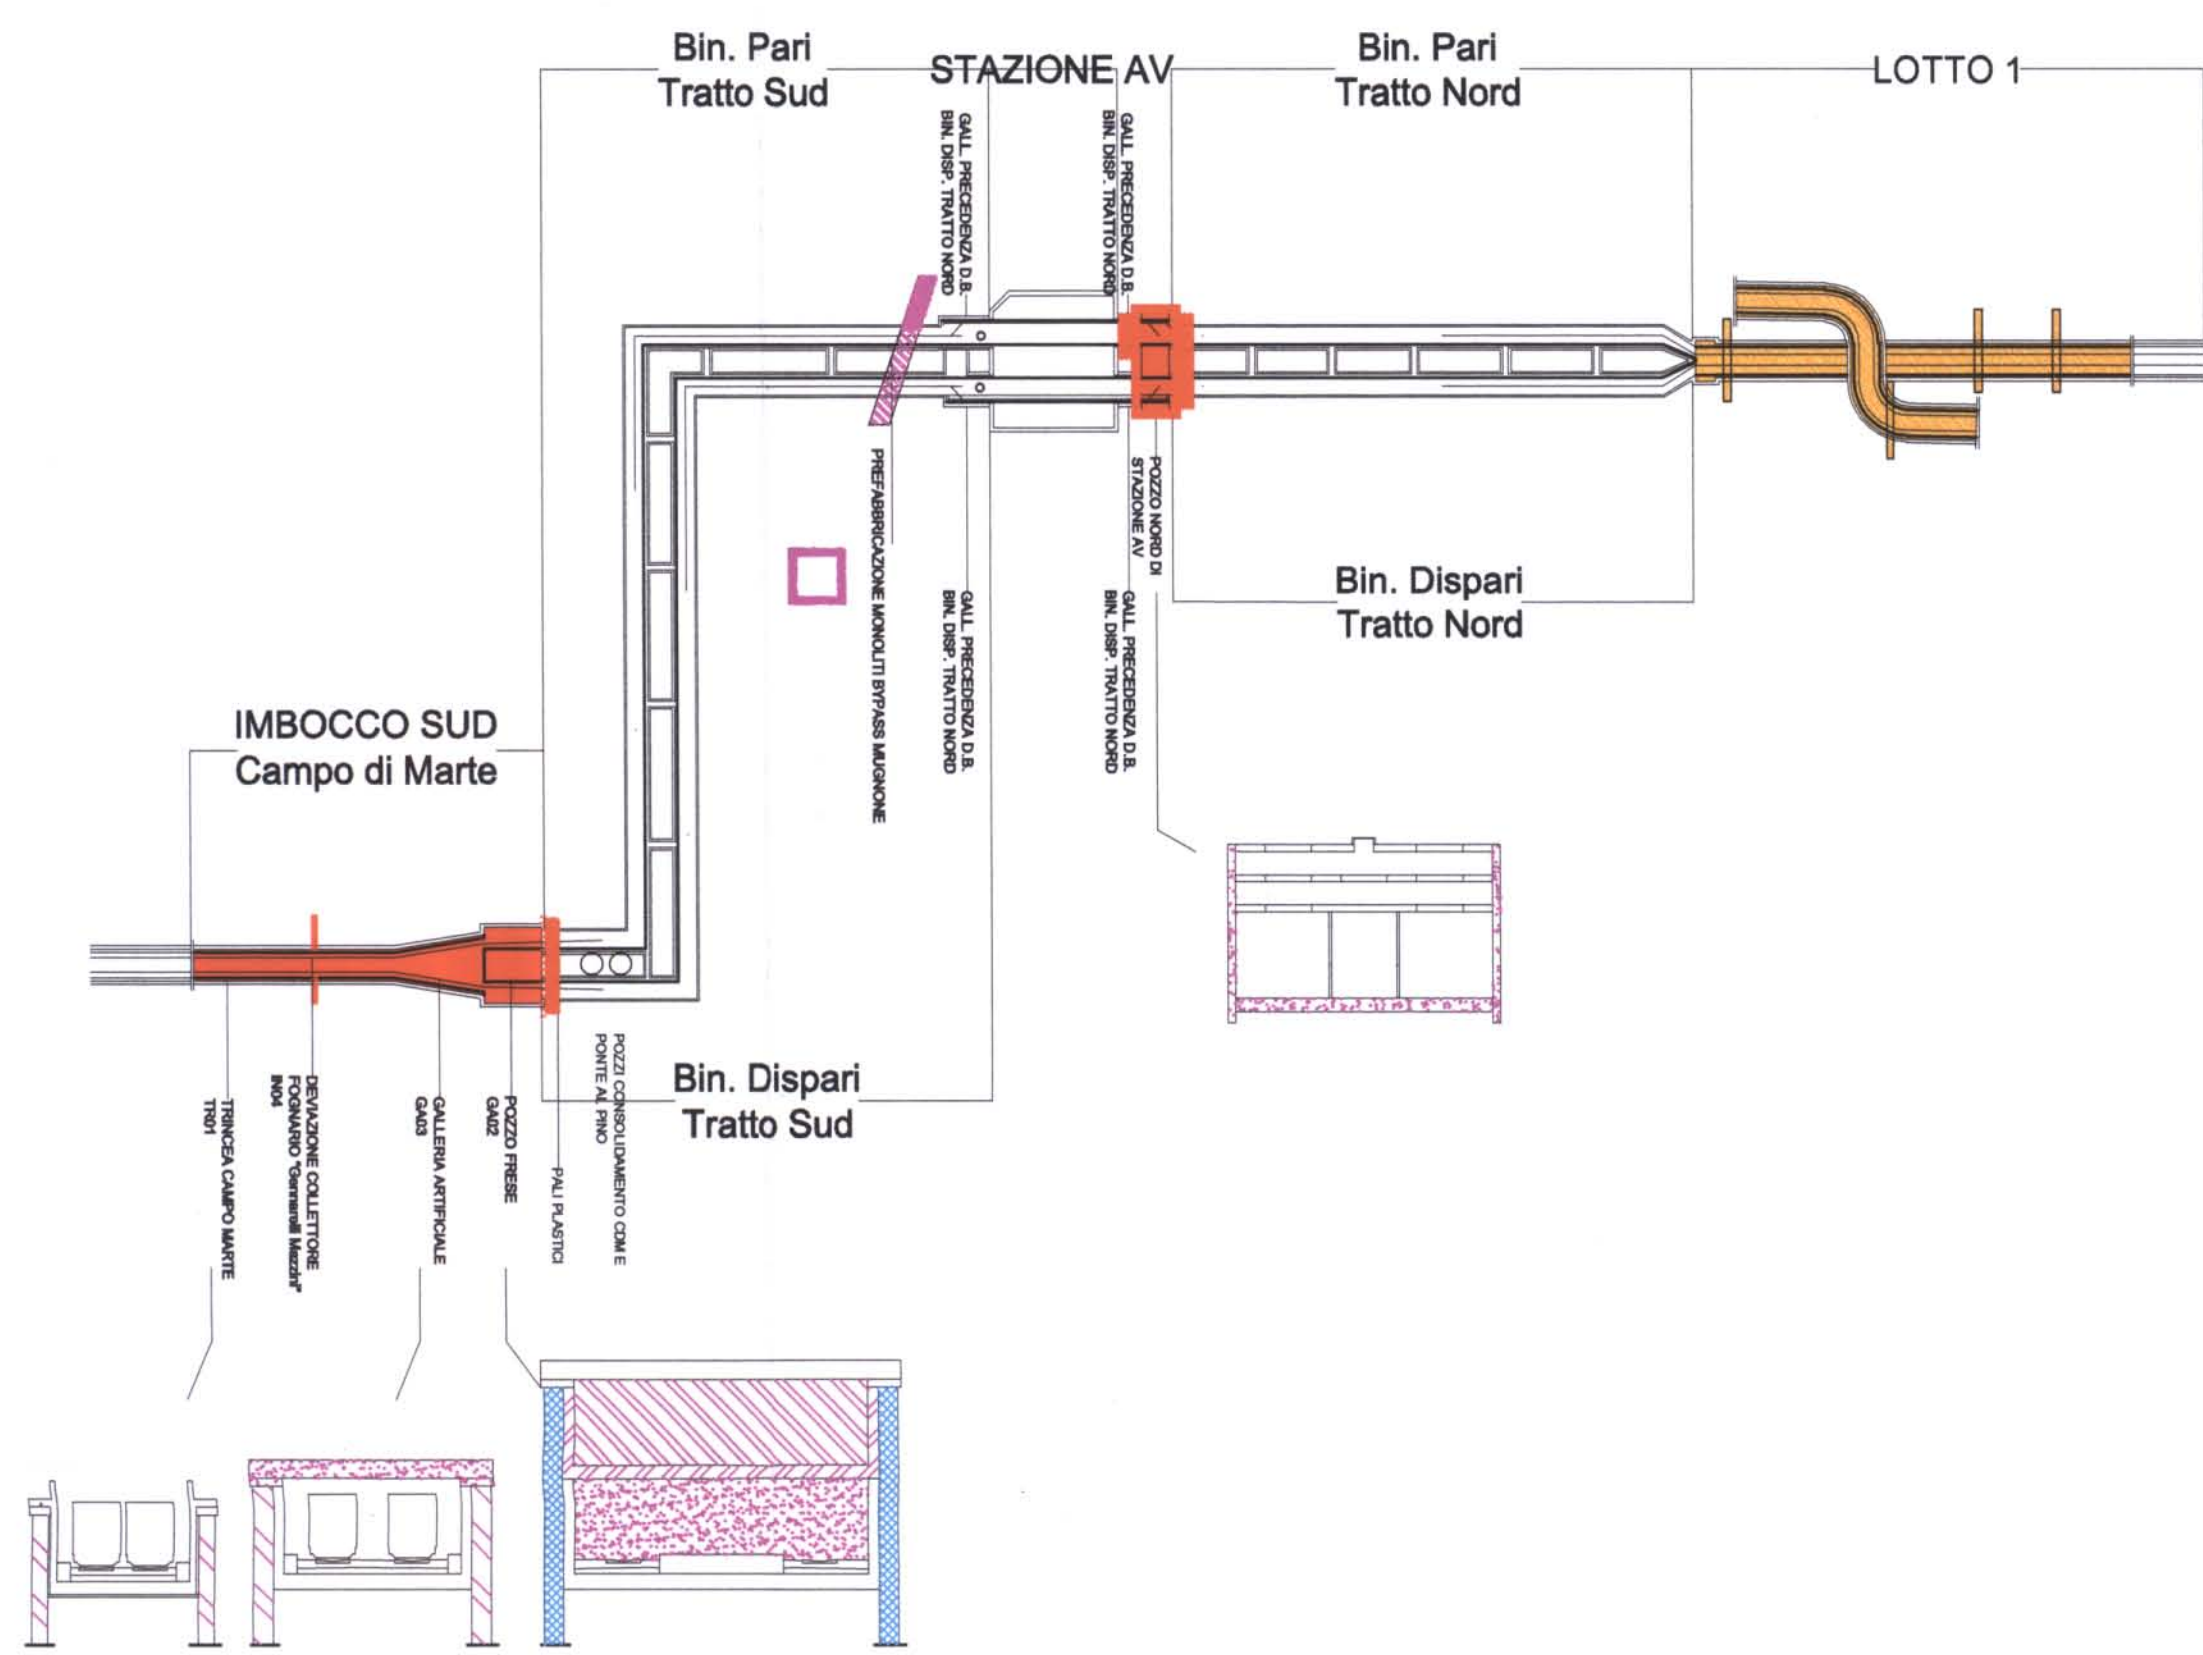 Bin. Pari
Tratto Sud
STAZIONE AV
Bin. Pari
Tratto Nord
LOTTO 1
GALL. PRECEDENZA D.B.
BIN. DISP. TRATTO NORD
GALL. PRECEDENZA D.B.
BIN. DISP. TRATTO NORD
PREFABBRICAZIONE MONOLITI BYPASS MUGNONE
POZZO NORD DI
STAZIONE AV
GALL. PRECEDENZA D.B.
BIN. DISP. TRATTO NORD
GALL. PRECEDENZA D.B.
BIN. DISP. TRATTO NORD
Bin. Dispari
Tratto Nord
IMBOCCO SUD
Campo di Marte
Bin. Dispari
Tratto Sud
TRINCEA CAMPO MARTE
TR01
DEVIAZIONE COLLETTORE
FOGNARIO "Gennarelli Mazzini"
IN04
GALLERIA ARTIFICIALE
GA03
POZZO FRESE
GA02
PALI PLASTICI
POZZI CONSOLIDAMENTO CDM E
PONTE AL PINO